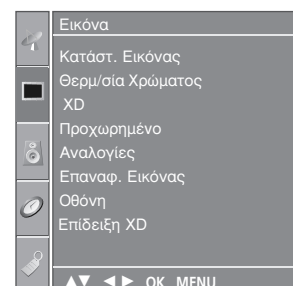 Εικόνα
Κατάστ. Εικόνας
Θερμ/σία Χρώματος
XD
Προχωρημένο
Αναλογίες
Επαναφ. Εικόνας
Οθόνη
Επίδειξη XD
▲▼ ◄► OK MENU